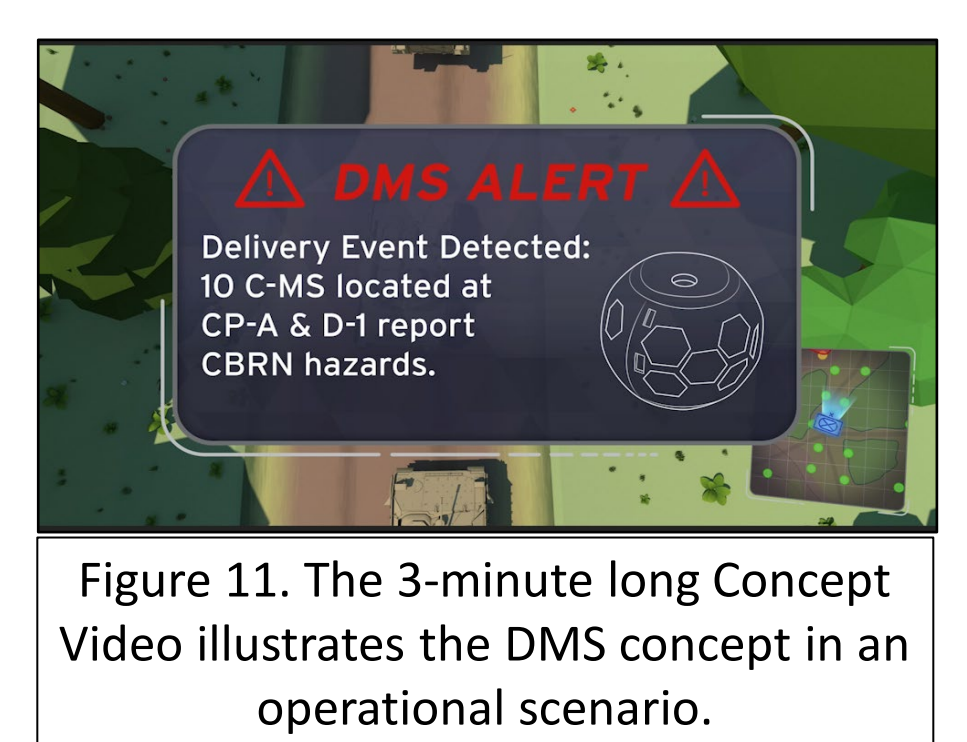 DMS ALERT
Delivery Event Detected:
10 C-MS located at
CP-A & D-1 report
CBRN hazards.
Figure 11. The 3-minute long Concept
Video illustrates the DMS concept in an
operational scenario.